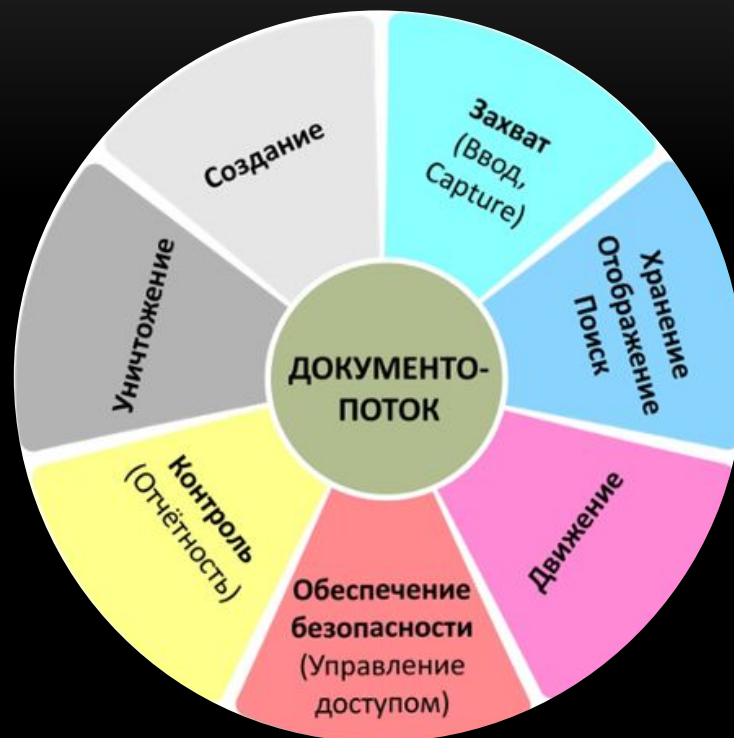 Создание
Захват
(Ввод,
Capture)
Хранение
Отображение
Поиск
Движение
Обеспечение
безопасности
(Управление
доступом)
Контроль
(Отчётность)
Уничтожение
ДОКУМЕНТО-
ПОТОК